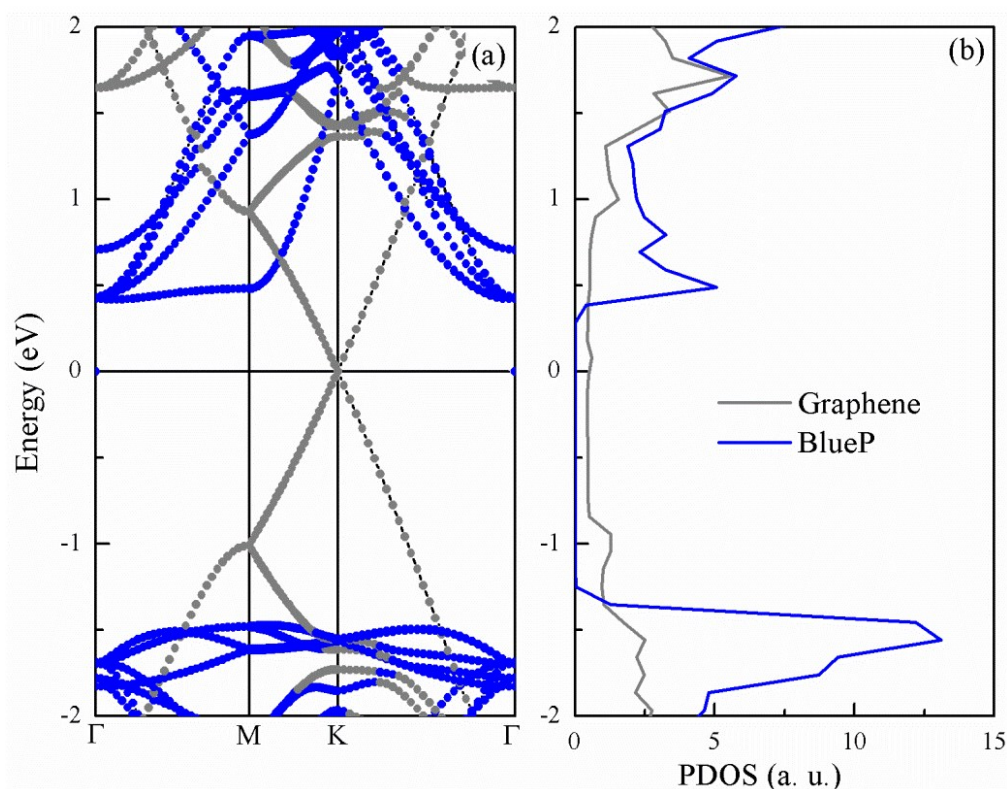 (a)
(b)
2
1
0
-1
-2
Energy (eV)
Γ
M
K
Γ
2
1
0
-1
-2
Graphene
BlueP
0
5
10
15
PDOS (a. u.)